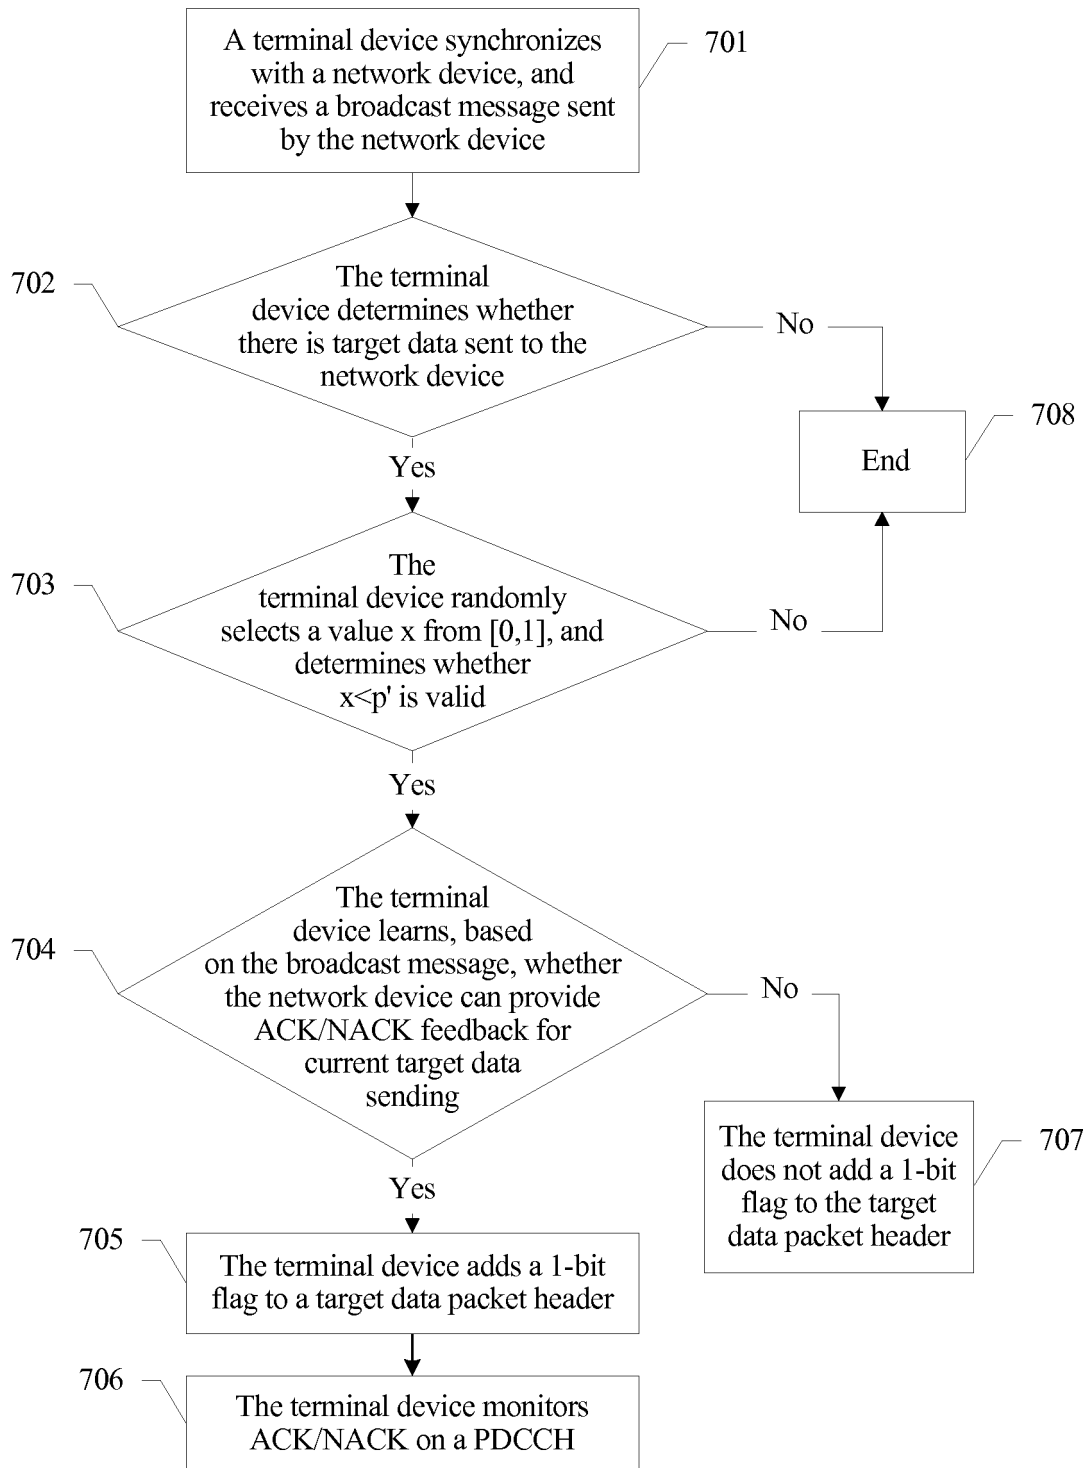 A terminal device synchronizes
with a network device, and
receives a broadcast message sent
by the network device
701
702
The terminal
device determines whether
there is target data sent to the
network device
No
Yes
End
708
703
The
terminal device randomly
selects a value x from [0,1], and
determines whether
x<p' is valid
No
Yes
704
The terminal
device learns, based
on the broadcast message, whether
the network device can provide
ACK/NACK feedback for
current target data
sending
No
Yes
The terminal device
does not add a 1-bit
flag to the target
data packet header
707
705
The terminal device adds a 1-bit
flag to a target data packet header
706
The terminal device monitors
ACK/NACK on a PDCCH